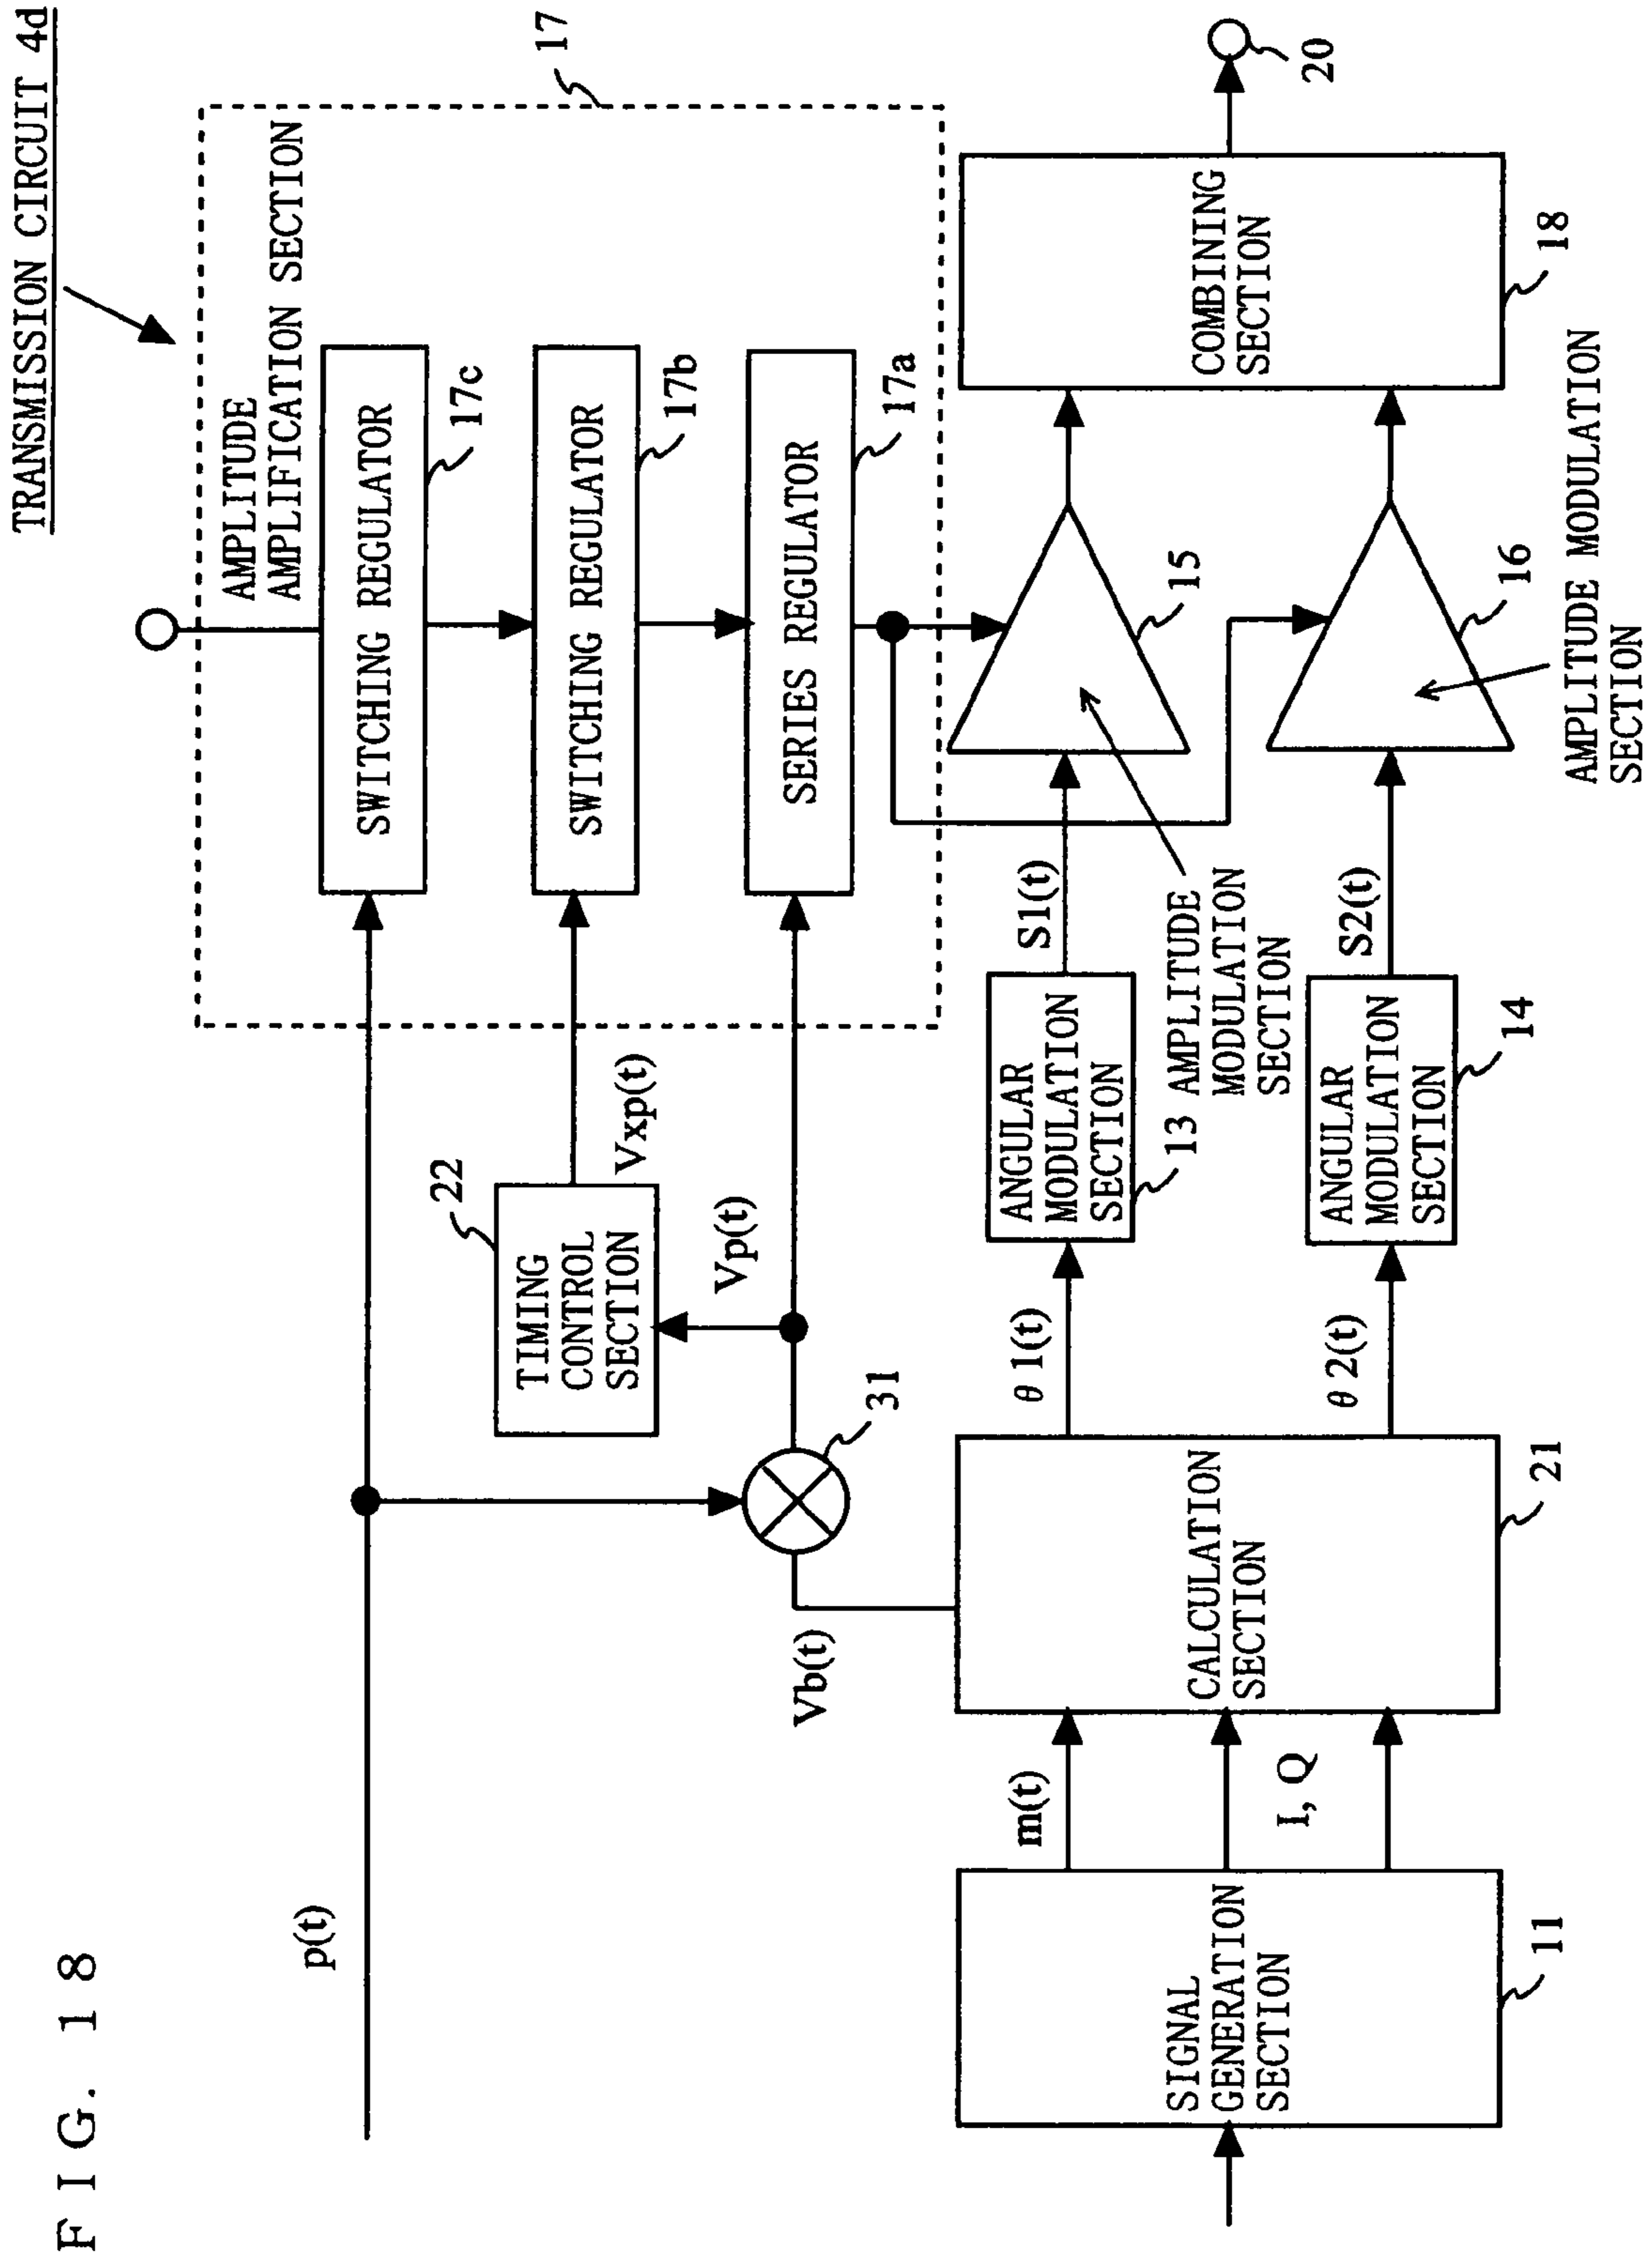 FIG. 18
TRANSMISSION CIRCUIT 4d
AMPLITUDE
AMPLIFICATION SECTION
17
p(t)
SWITCHING REGULATOR
17c
22
TIMING
CONTROL
SECTION
Vxp(t)
SWITCHING REGULATOR
17b
Vp(t)
SERIES REGULATOR
17a
31
Vb(t)
m(t)
θ1(t)
ANGULAR
MODULATION
SECTION
13
S1(t)
AMPLITUDE
MODULATION
SECTION
15
SIGNAL
GENERATION
SECTION
11
I, Q
CALCULATION
SECTION
21
COMBINING
SECTION
18
20
θ2(t)
ANGULAR
MODULATION
SECTION
14
S2(t)
16
AMPLITUDE MODULATION
SECTION